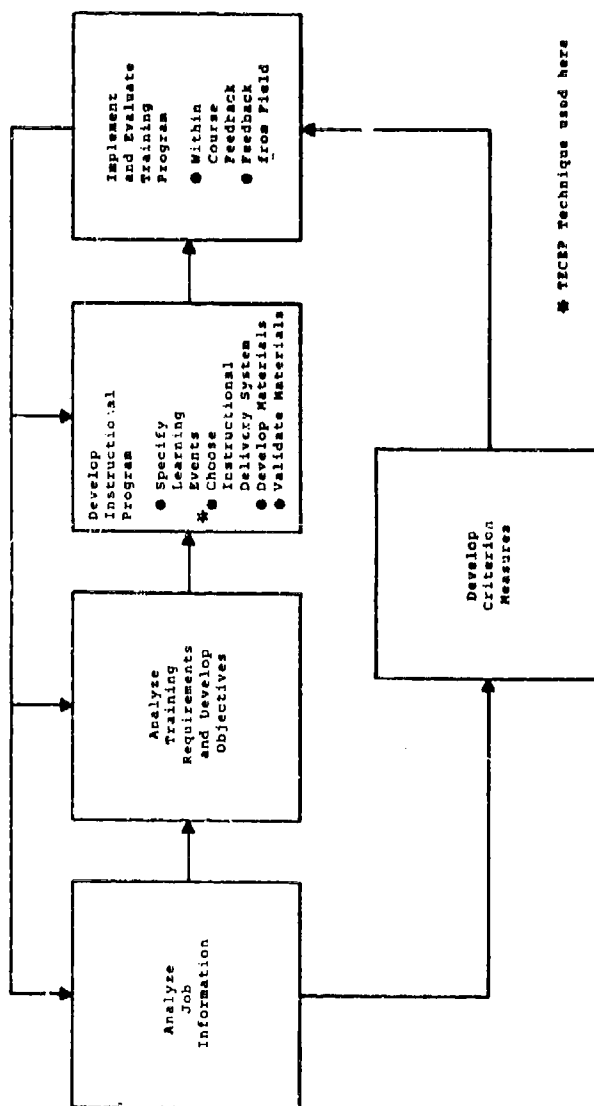 Analyze
Job
Information
Analyze
Training
Requirements
and Develop
Objectives
Develop
Instructional
Program
● Specify
Learning
Events
* ● Choose
Instructional
Delivery System
● Develop Materials
● Validate Materials
Implement
and Evaluate
Training
Program
● Within
Course
Feedback
● Feedback
from Field
Develop
Criterion
Measures
* TECEP Technique used here